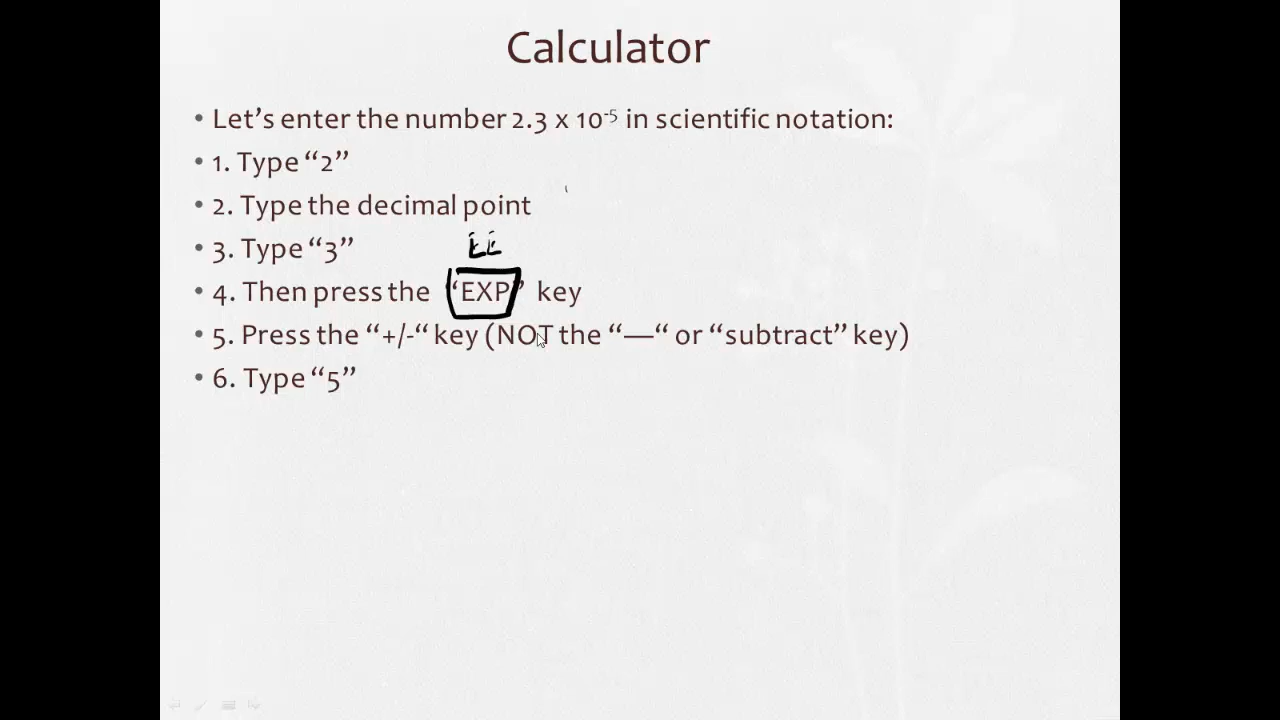 Calculator
• Let’s enter the number 2.3 x 10⁻⁵ in scientific notation:
• 1. Type “2”
• 2. Type the decimal point
• 3. Type “3”
EE
• 4. Then press the “EXP” key
• 5. Press the “+/-“ key (NOT the “—“ or “subtract” key)
• 6. Type “5”